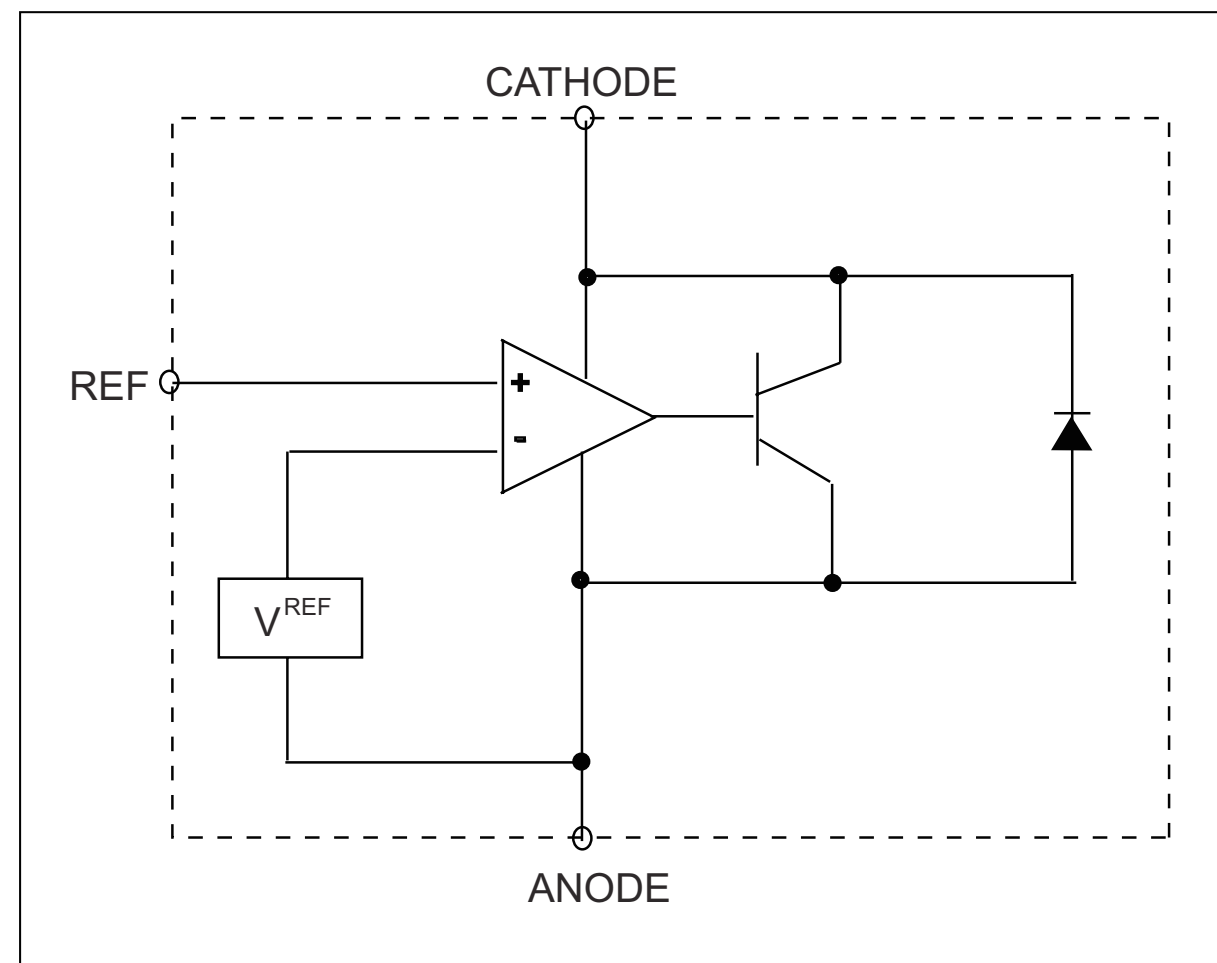 CATHODE
REF
+
-
V REF
ANODE